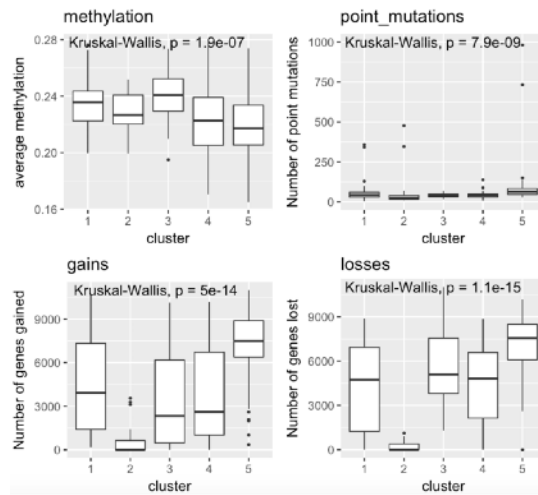 methylation
Kruskal-Wallis, p = 1.9e-07
0.28
0.24
0.20
0.16
average methylation
1 2 3 4 5
cluster
point_mutations
Kruskal-Wallis, p = 7.9e-09
1000
750
500
250
0
Number of point mutations
1 2 3 4 5
cluster
gains
Kruskal-Wallis, p = 5e-14
9000
6000
3000
0
Number of genes gained
1 2 3 4 5
cluster
losses
Kruskal-Wallis, p = 1.1e-15
9000
6000
3000
0
Number of genes lost
1 2 3 4 5
cluster